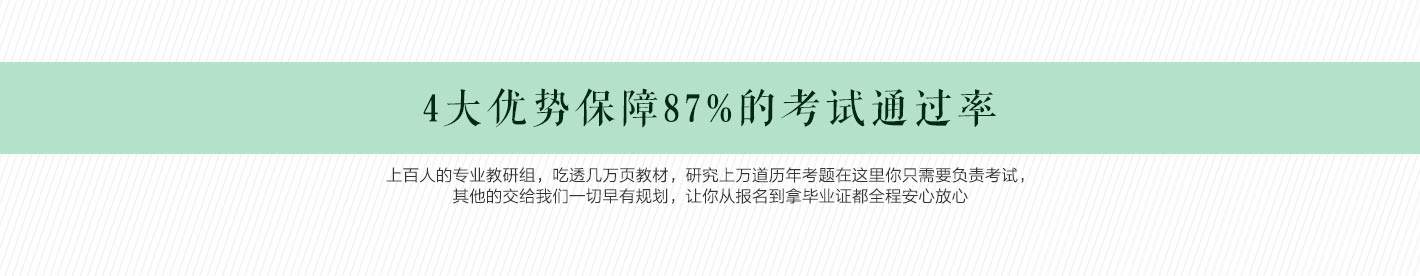 4大优势保障87%的考试通过率
上百人的专业教研组，吃透几万页教材，研究上万道历年考题在这里你只需要负责考试，
其他的交给我们一切早有规划，让你从报名到拿毕业证都全程安心放心